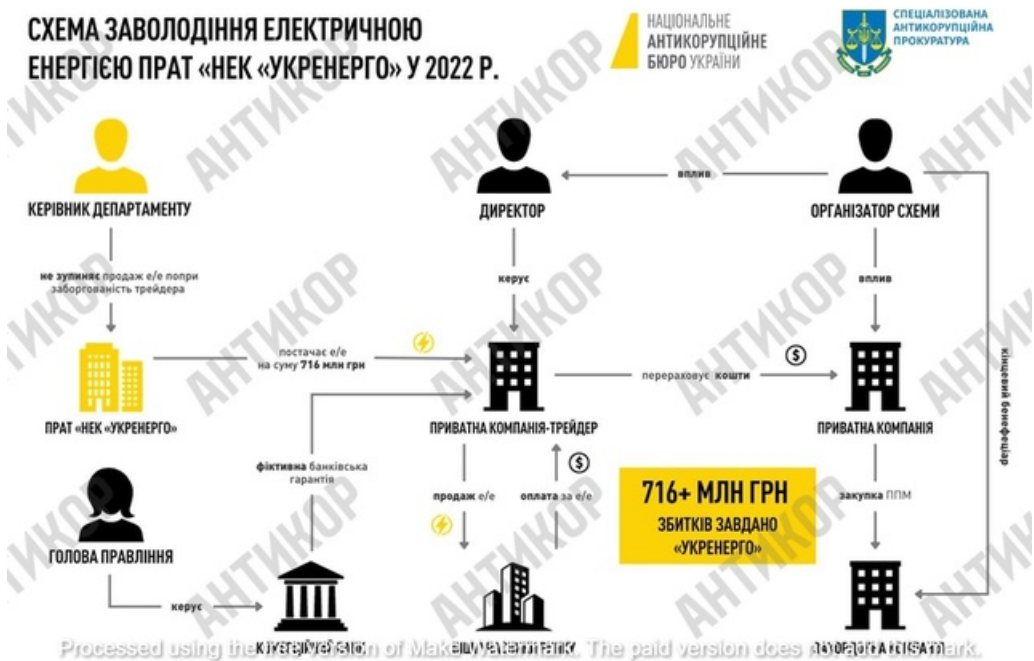 СХЕМА ЗАВОЛОДІННЯ ЕЛЕКТРИЧНОЮ
ЕНЕРГІЄЮ ПРАТ «НЕК «УКРЕНЕРГО» У 2022 Р.
НАЦІОНАЛЬНЕ
АНТИКОРУПЦІЙНЕ
БЮРО УКРАЇНИ
СПЕЦІАЛІЗОВАНА
АНТИКОРУПЦІЙНА
ПРОКУРАТУРА
КЕРІВНИК ДЕПАРТАМЕНТУ
ДИРЕКТОР
вплив
ОРГАНІЗАТОР СХЕМИ
не зупиняє продаж е/е попри
заборгованість трейдера
керує
вплив
постачає е/е
на суму 716 млн грн
перераховує кошти
кінцевий бенефеціар
ПРАТ «НЕК «УКРЕНЕРГО»
ПРИВАТНА КОМПАНІЯ-ТРЕЙДЕР
ПРИВАТНА КОМПАНІЯ
фіктивна банківська
гарантія
продаж е/е
оплата за е/е
716+ МЛН ГРН
ЗБИТКІВ ЗАВДАНО
«УКРЕНЕРГО»
закупка ППМ
ГОЛОВА ПРАВЛІННЯ
керує
АНТИКОР
Processed using the version of The paid version does